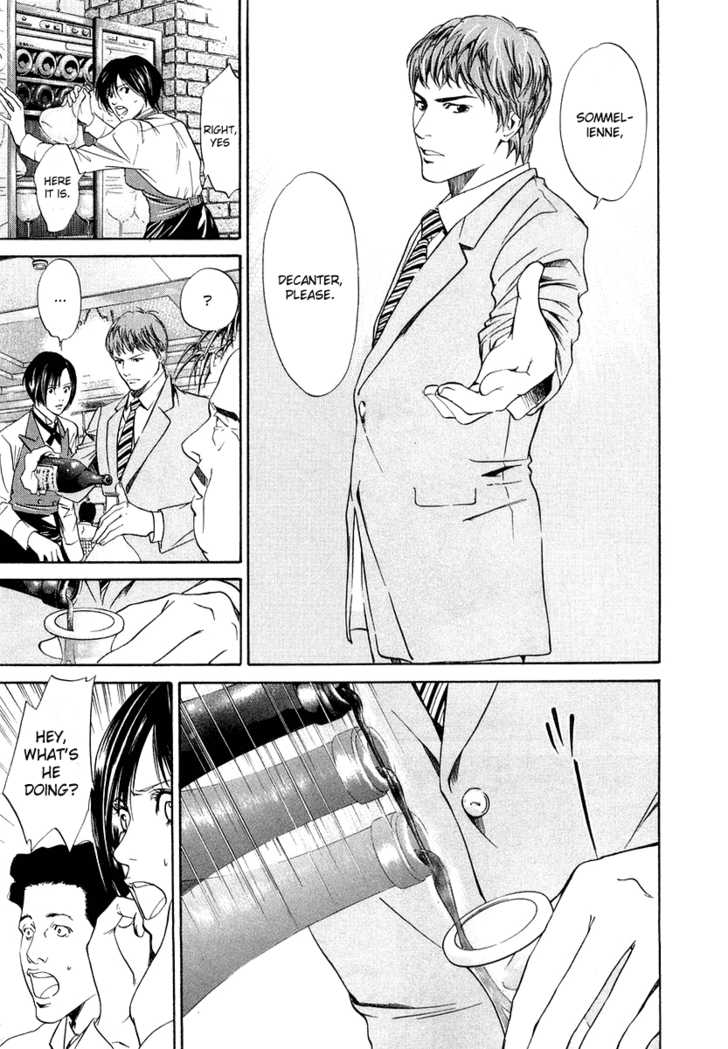 SOMMEL-
IENNE,
DECANTER,
PLEASE.
RIGHT,
YES
HERE
IT IS.
?
...
HEY,
WHAT'S
HE
DOING?